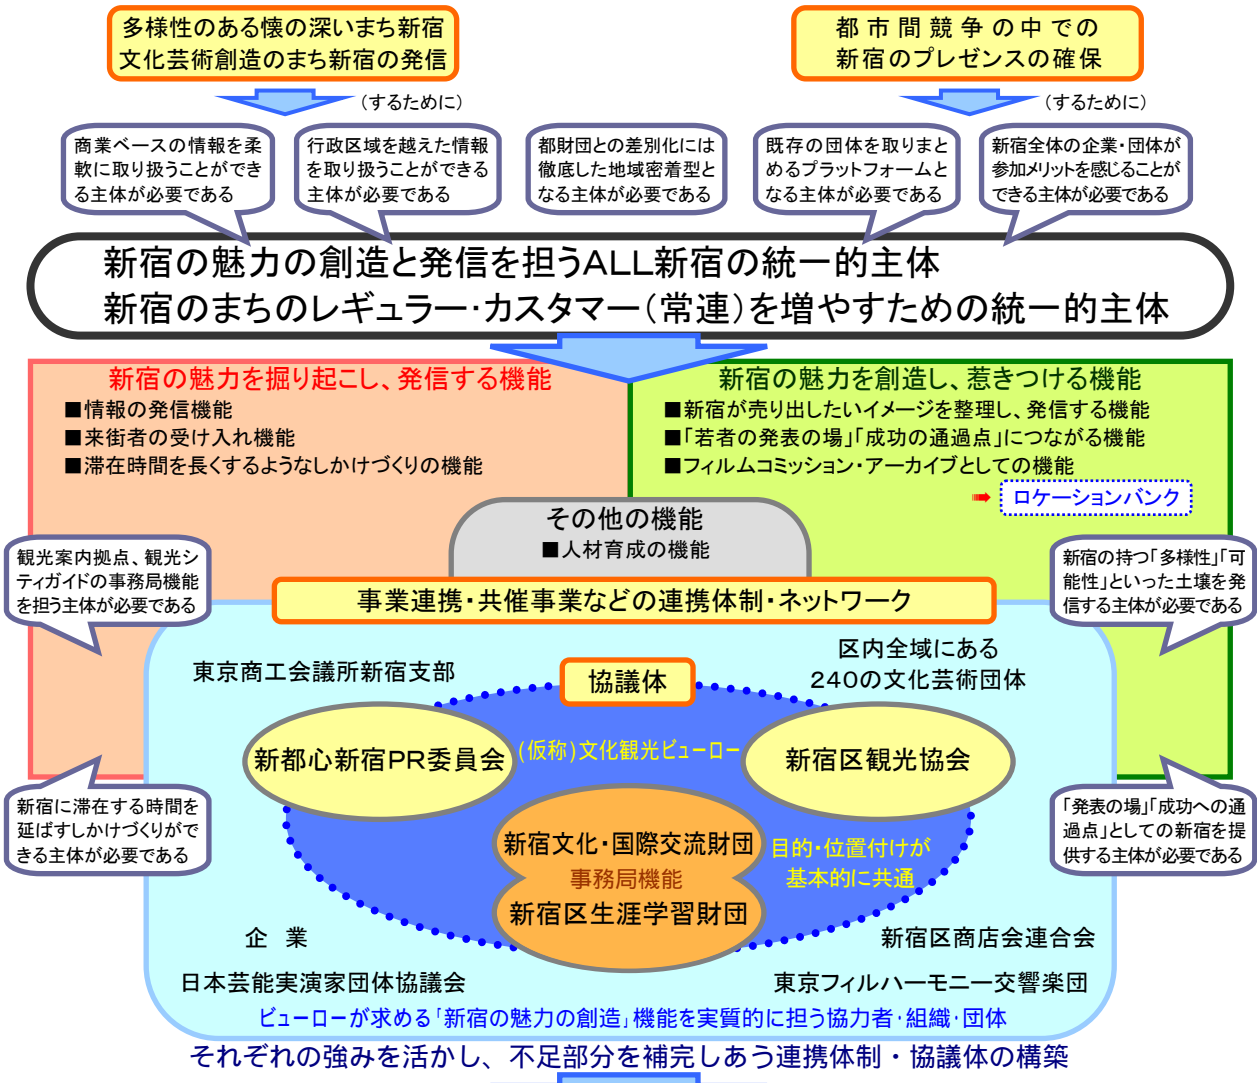 多様性のある懐の深いまち新宿
文化芸術創造のまち新宿の発信
都市間競争の中での
新宿のプレゼンスの確保
(するために)
(するために)
商業ベースの情報を柔
軟に取り扱うことができ
る主体が必要である
行政区域を越えた情報
を取り扱うことができる
主体が必要である
都財団との差別化には
徹底した地域密着型と
なる主体が必要である
既存の団体を取りまと
めるプラットフォームと
なる主体が必要である
新宿全体の企業・団体が
参加メリットを感じることが
できる主体が必要である
新宿の魅力の創造と発信を担うALL新宿の統一的主体
新宿のまちのレギュラー・カスタマー(常連)を増やすための統一的主体
新宿の魅力を掘り起こし、発信する機能
■情報の発信機能
■来街者の受け入れ機能
■滞在時間を長くするようなしかけづくりの機能
新宿の魅力を創造し、惹きつける機能
■新宿が売り出したいイメージを整理し、発信する機能
■「若者の発表の場」「成功の通過点」につながる機能
■フィルムコミッション・アーカイブとしての機能
➡ ロケーションバンク
その他の機能
■人材育成の機能
観光案内拠点、観光シ
ティガイドの事務局機能
を担う主体が必要である
新宿の持つ「多様性」「可
能性」といった土壌を発
信する主体が必要である
事業連携・共催事業などの連携体制・ネットワーク
東京商工会議所新宿支部
協議体
区内全域にある
240の文化芸術団体
新都心新宿PR委員会
(仮称)文化観光ビューロー
新宿区観光協会
新宿に滞在する時間を
延ばすしかけづくりがで
きる主体が必要である
「発表の場」「成功への通
過点」としての新宿を提
供する主体が必要である
新宿文化・国際交流財団
事務局機能
新宿区生涯学習財団
目的・位置付けが
基本的に共通
企 業
新宿区商店会連合会
日本芸能実演家団体協議会
東京フィルハーモニー交響楽団
ビューローが求める「新宿の魅力の創造」機能を実質的に担う協力者・組織・団体
それぞれの強みを活かし、不足部分を補完しあう連携体制・協議体の構築